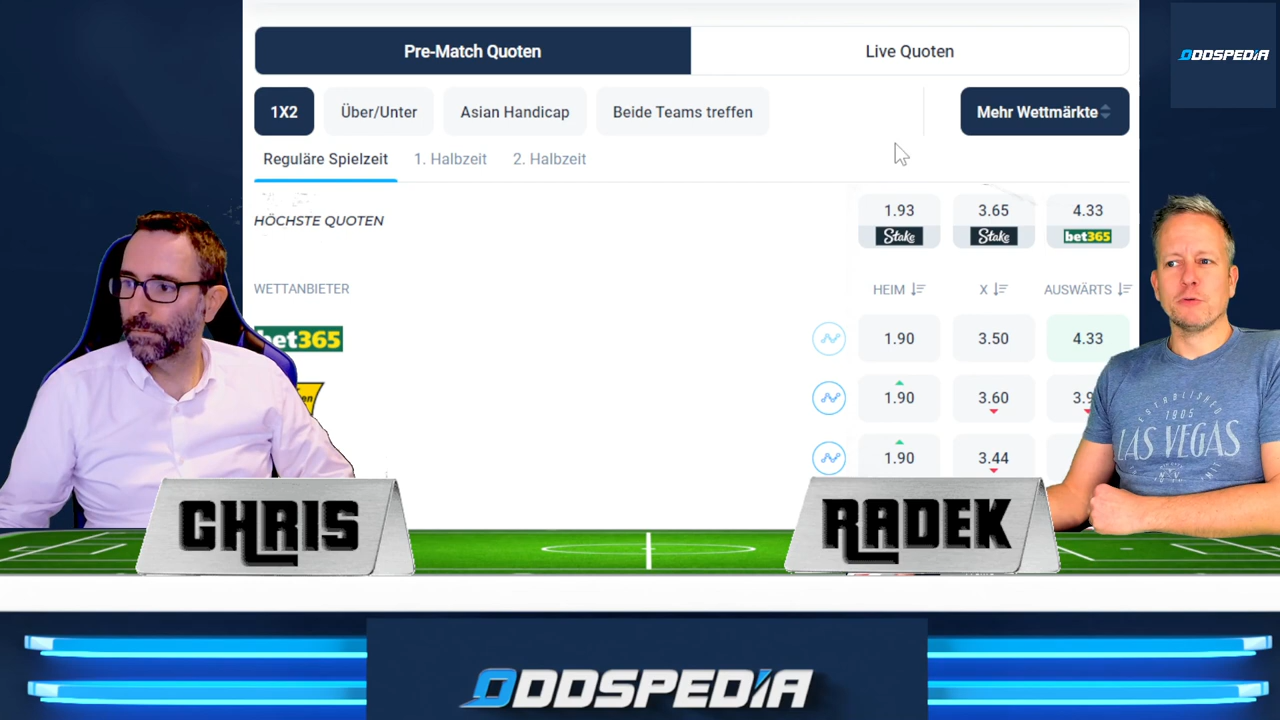 Pre-Match Quoten
Live Quoten
ODDSPEDIA
1X2
Über/Unter
Asian Handicap
Beide Teams treffen
Mehr Wettmärkte
Reguläre Spielzeit
1. Halbzeit
2. Halbzeit
HÖCHSTE QUOTEN
1.93
3.65
4.33
Stake
Stake
bet365
WETTANBIETER
HEIM
X
AUSWÄRTS
bet365
1.90
3.50
4.33
1.90
3.60
1.90
3.44
ESTABLISHED
1905
LAS VEGAS
CHRIS
RADEK
ODDSPEDIA